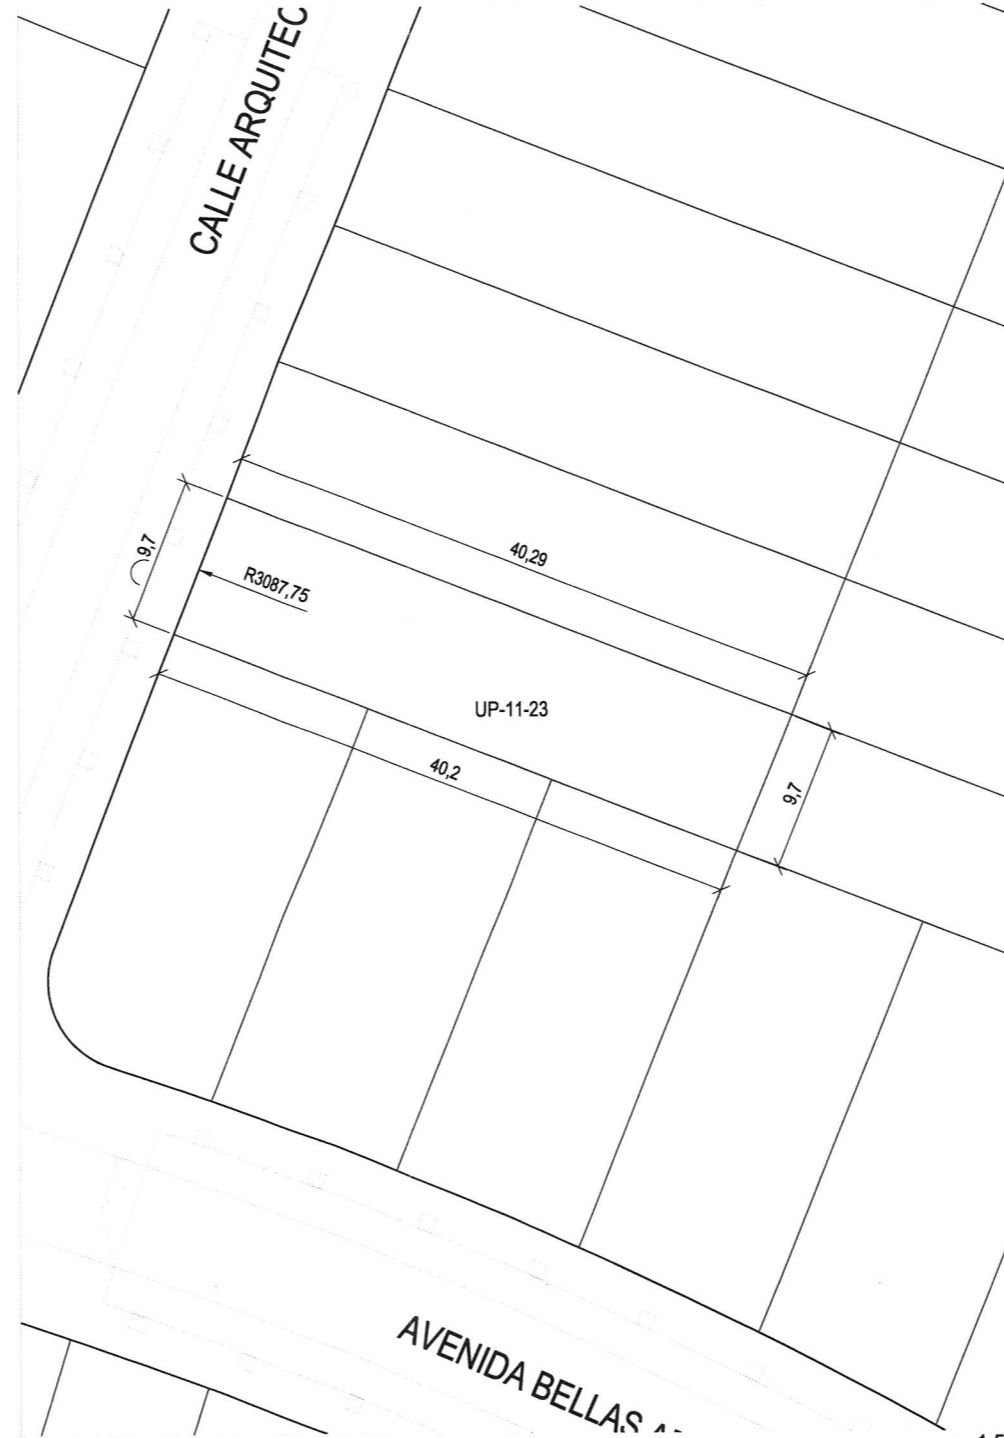 CALLE ARQUITEC
9,7
40,29
R3087,75
UP-11-23
40,2
9,7
AVENIDA BELLAS